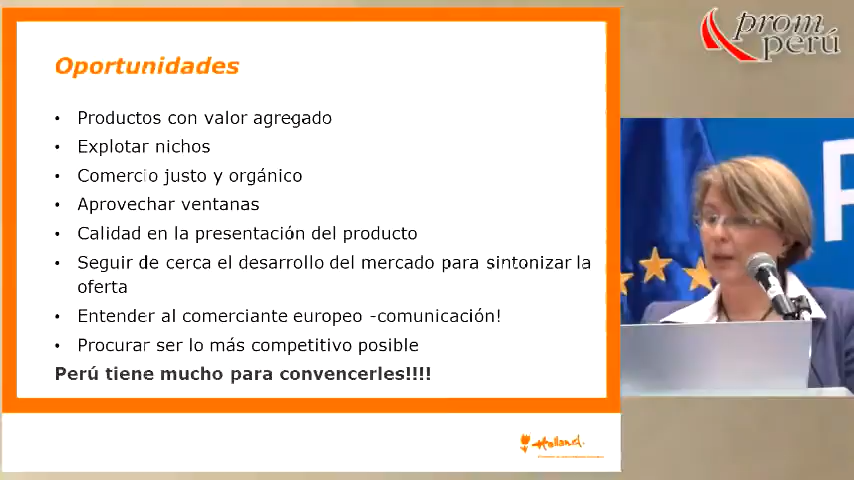 prom
perú
P
Oportunidades
• Productos con valor agregado
• Explotar nichos
• Comercio justo y orgánico
• Aprovechar ventanas
• Calidad en la presentación del producto
• Seguir de cerca el desarrollo del mercado para sintonizar la
oferta
• Entender al comerciante europeo -comunicación!
• Procurar ser lo más competitivo posible
Perú tiene mucho para convencerles!!!!
Holland.